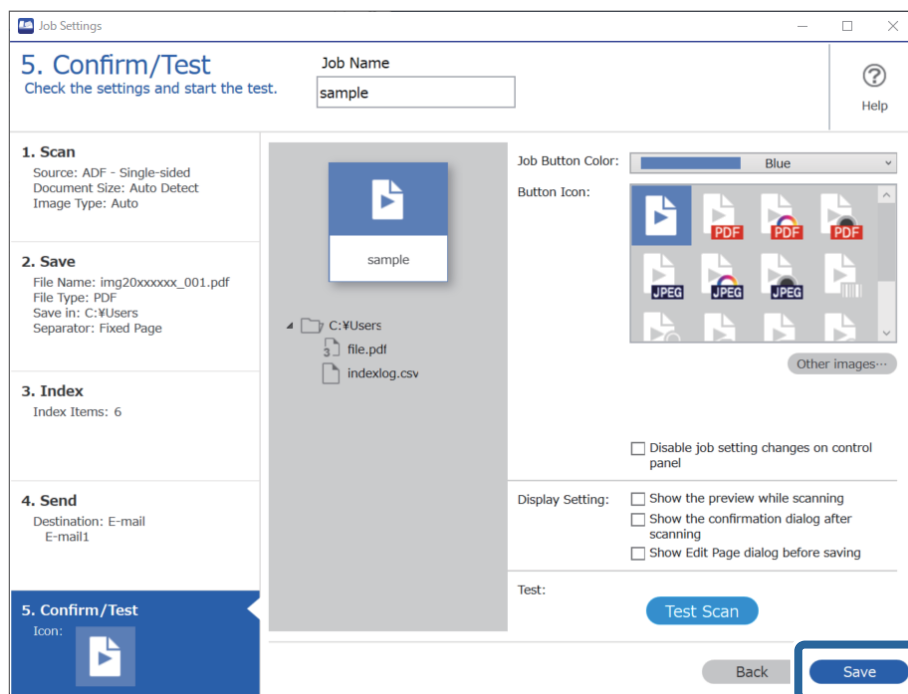 Job Settings
5. Confirm/Test
Check the settings and start the test.
Job Name
sample
Help
1. Scan
Source: ADF - Single-sided
Document Size: Auto Detect
Image Type: Auto
2. Save
File Name: img20xxxxxx_001.pdf
File Type: PDF
Save in: C:¥Users
Separator: Fixed Page
3. Index
Index Items: 6
4. Send
Destination: E-mail
E-mail1
5. Confirm/Test
Icon:
sample
C:¥Users
3 file.pdf
indexlog.csv
Job Button Color: Blue
Button Icon:
PDF PDF PDF
JPEG JPEG JPEG
Other images···
Disable job setting changes on control
panel
Display Setting: Show the preview while scanning
Show the confirmation dialog after
scanning
Show Edit Page dialog before saving
Test:
Test Scan
Back Save